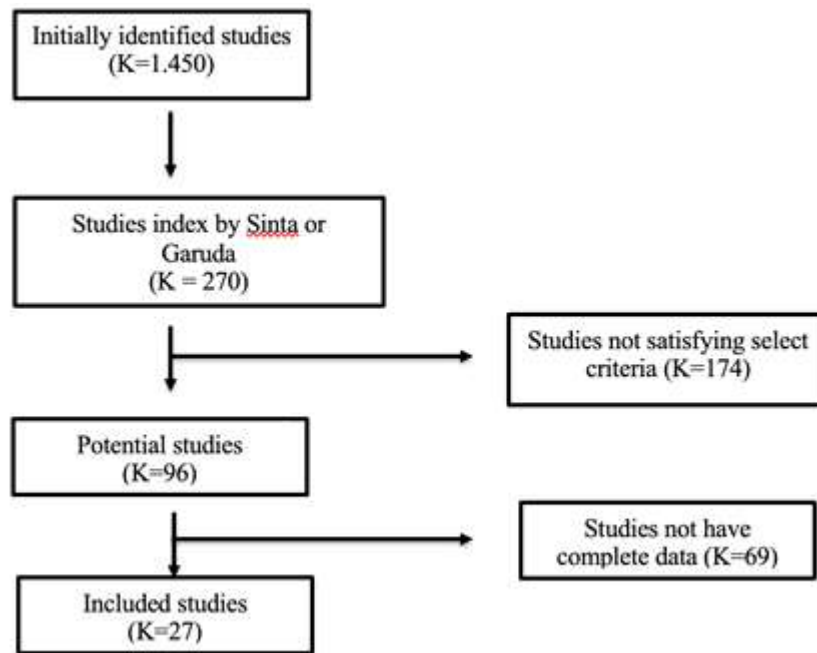 Initially identified studies
(K=1.450)
Studies index by Sinta or
Garuda
(K = 270)
Studies not satisfying select
criteria (K=174)
Potential studies
(K=96)
Studies not have
complete data (K=69)
Included studies
(K=27)